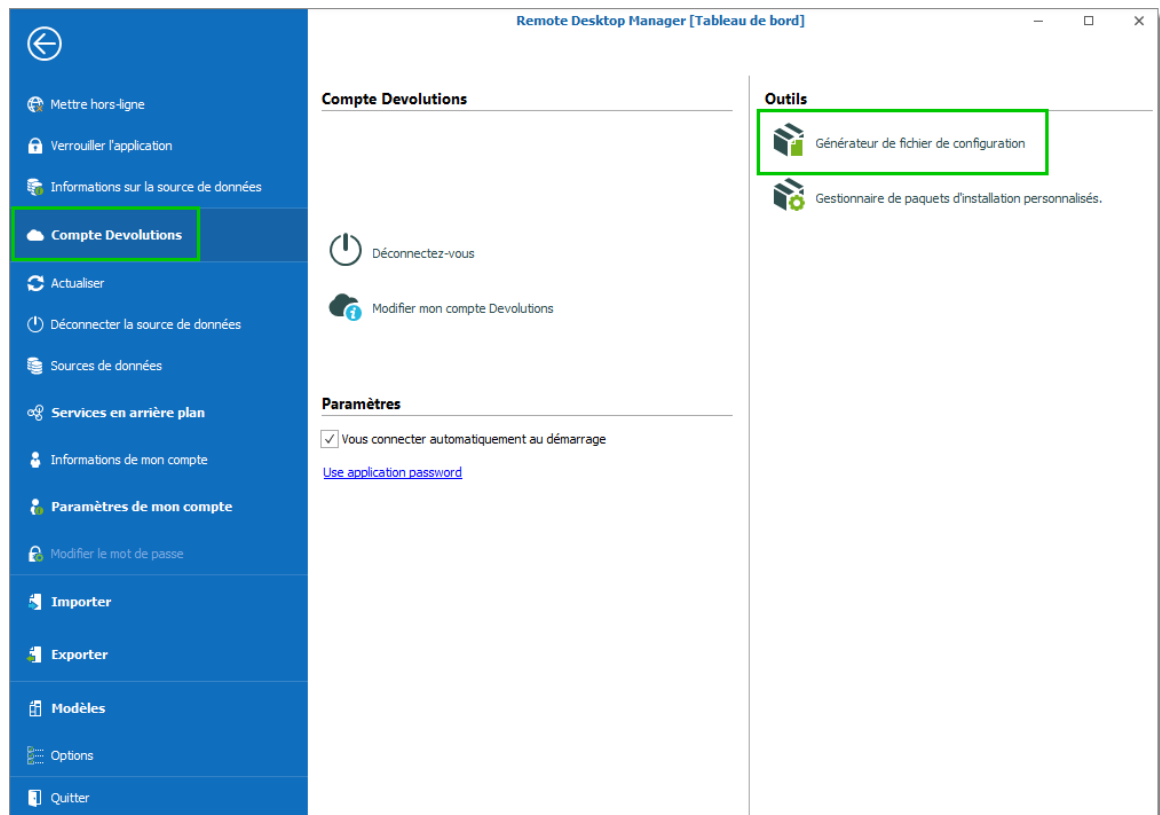 Remote Desktop Manager [Tableau de bord]
Mettre hors-ligne
Verrouiller l'application
Informations sur la source de données
Compte Devolutions
Actualiser
Déconnecter la source de données
Sources de données
Services en arrière plan
Informations de mon compte
Paramètres de mon compte
Modifier le mot de passe
Importer
Exporter
Modèles
Options
Quitter
Compte Devolutions
Déconnectez-vous
Modifier mon compte Devolutions
Paramètres
Vous connecter automatiquement au démarrage
Use application password
Outils
Générateur de fichier de configuration
Gestionnaire de paquets d'installation personnalisés.